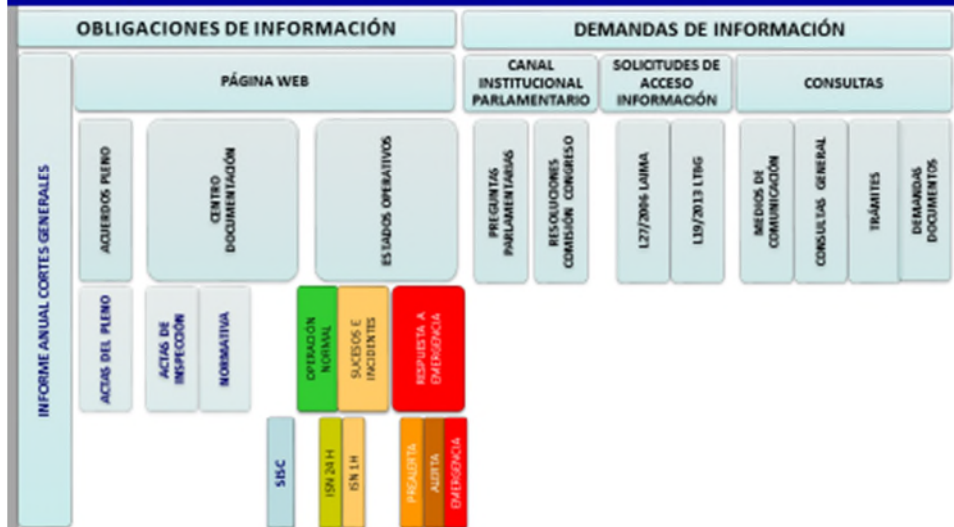 OBLIGACIONES DE INFORMACIÓN
DEMANDAS DE INFORMACIÓN
INFORME ANUAL CORTES GENERALES
PÁGINA WEB
CANAL
INSTITUCIONAL
PARLAMENTARIO
SOLICITUDES DE
ACCESO
INFORMACIÓN
CONSULTAS
ACUERDOS PLENO
CENTRO
DOCUMENTACIÓN
ESTADOS OPERATIVOS
PREGUNTAS
PARLAMENTARIAS
RESOLUCIONES
COMISIÓN CONGRESO
L27/2006 LAIMA
L19/2013 LTBG
MEDIOS DE
COMUNICACIÓN
CONSULTAS GENERAL
TRÁMITES
DEMANDAS
DOCUMENTOS
ACTAS DEL PLENO
ACTAS DE
INSPECCIÓN
NORMATIVA
OPERACIÓN
NORMAL
SUCESOS E
INCIDENTES
RESPUESTA A
EMERGENCIA
SISC
ISN 24 H
ISN 1H
PREALERTA
ALERTA
EMERGENCIA